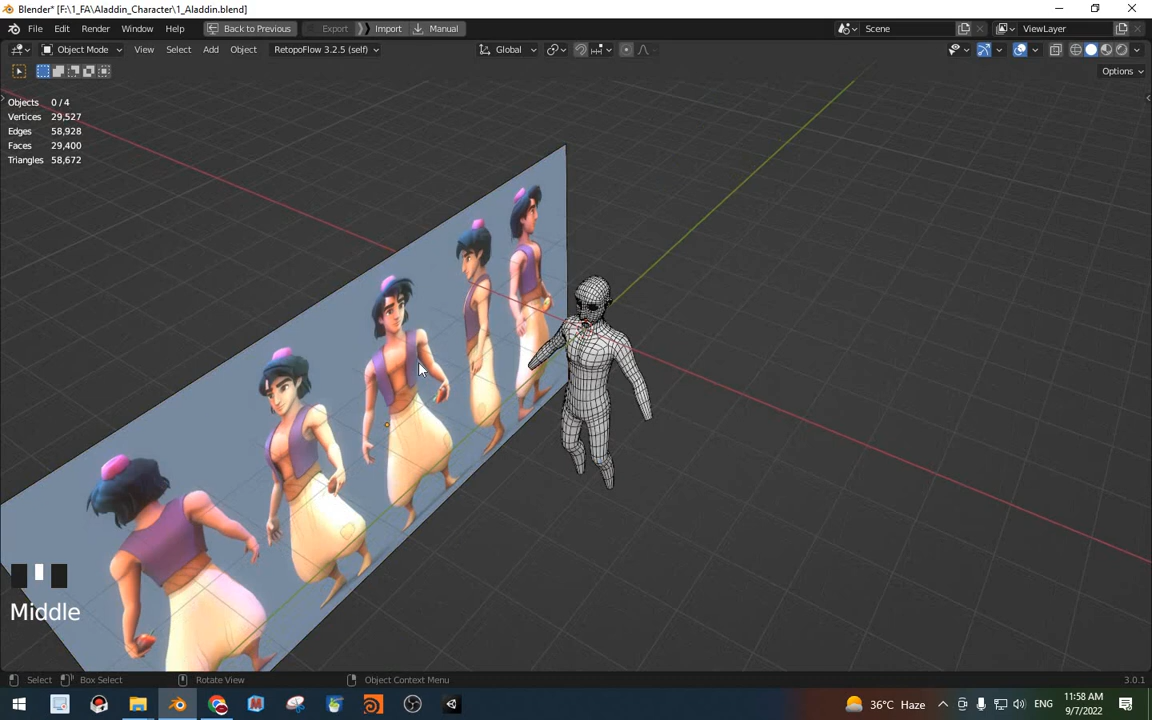 Blender* [F:\1_FA\Aladdin_Character\1_Aladdin.blend]
File Edit Render Window Help Back to Previous Export Import Manual Scene ViewLayer
Object Mode View Select Add Object RetopoFlow 3.2.5 (self) Global
Options
Objects 0/4
Vertices 29,527
Edges 58,928
Faces 29,400
Triangles 58,672
Middle
Select Box Select Rotate View Object Context Menu 3.0.1
36°C Haze ENG 11:58 AM
9/7/2022